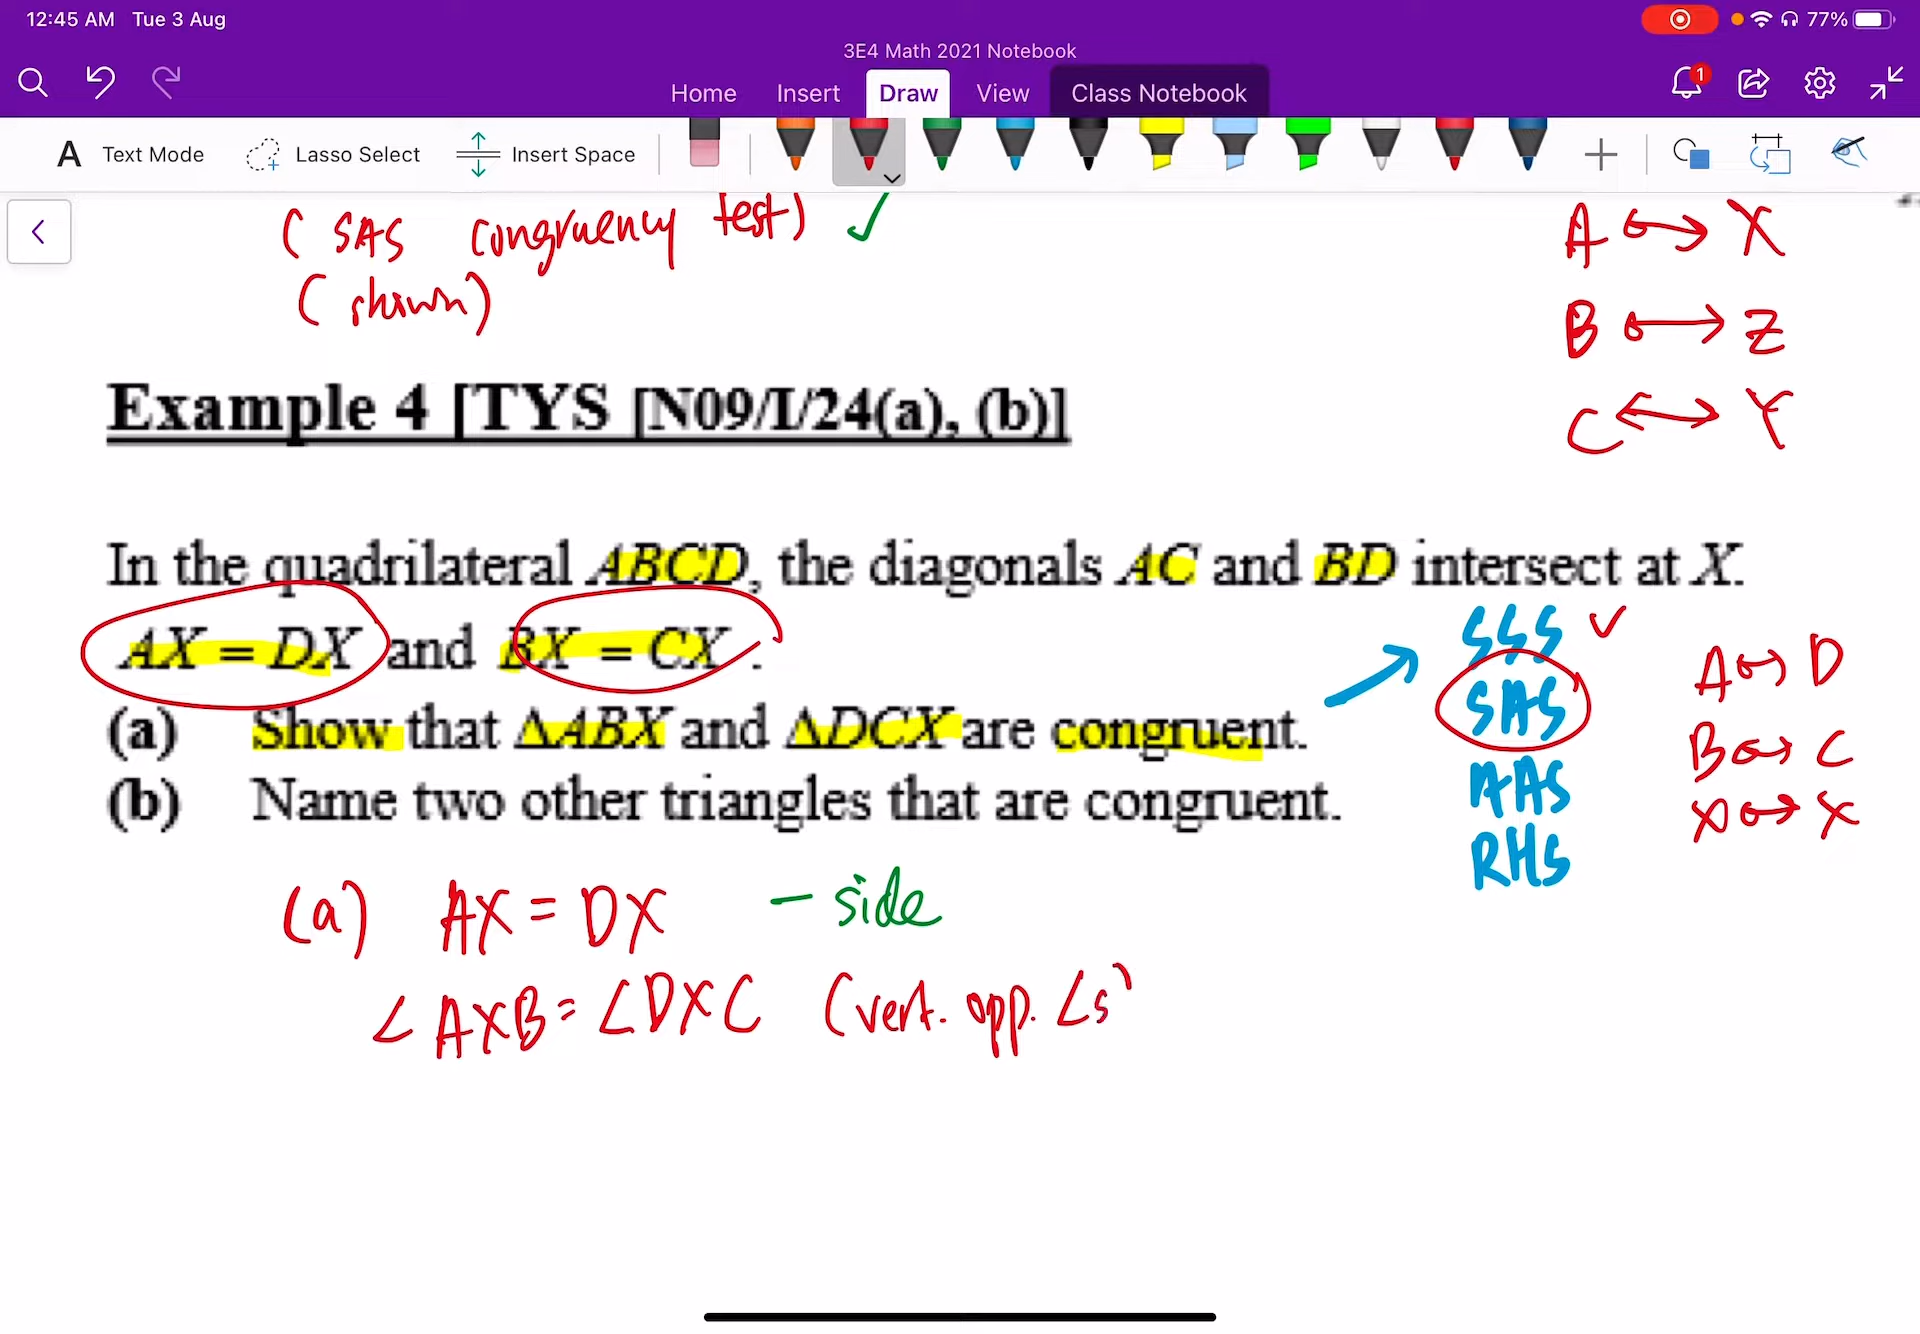 12:45 AM Tue 3 Aug
77%
3E4 Math 2021 Notebook
Home Insert Draw View Class Notebook
1
A Text Mode Lasso Select Insert Space
(SAS congruency test) ✓
(shown)
A ↔ X
B ↔ Z
C ↔ Y
Example 4 [TYS [N09/I/24(a), (b)]
In the quadrilateral ABCD, the diagonals AC and BD intersect at X.
AX = DX and BX = CX .
(a) Show that ΔABX and ΔDCX are congruent.
(b) Name two other triangles that are congruent.
SSS ✓
SAS
AAS
RHS
A ↔ D
B ↔ C
X ↔ X
(a) AX = DX – side
∠AXB = ∠DXC (vert. opp. ∠s)